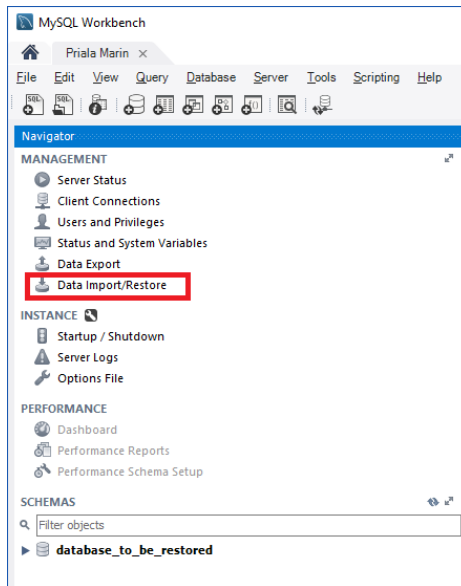 MySQL Workbench
Priala Marin ×
File Edit View Query Database Server Tools Scripting Help
SQL SQL
Navigator
MANAGEMENT
Server Status
Client Connections
Users and Privileges
Status and System Variables
Data Export
Data Import/Restore
INSTANCE
Startup / Shutdown
Server Logs
Options File
PERFORMANCE
Dashboard
Performance Reports
Performance Schema Setup
SCHEMAS
Filter objects
database_to_be_restored